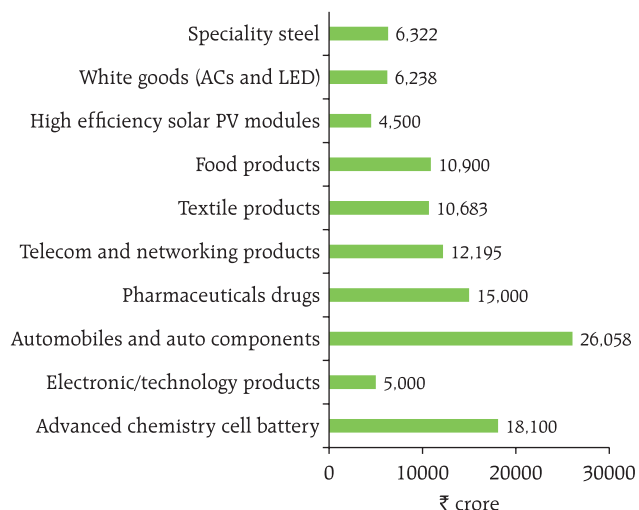 Speciality steel 6,322
White goods (ACs and LED) 6,238
High efficiency solar PV modules 4,500
Food products 10,900
Textile products 10,683
Telecom and networking products 12,195
Pharmaceuticals drugs 15,000
Automobiles and auto components 26,058
Electronic/technology products 5,000
Advanced chemistry cell battery 18,100
0 10000 20000 30000
₹ crore